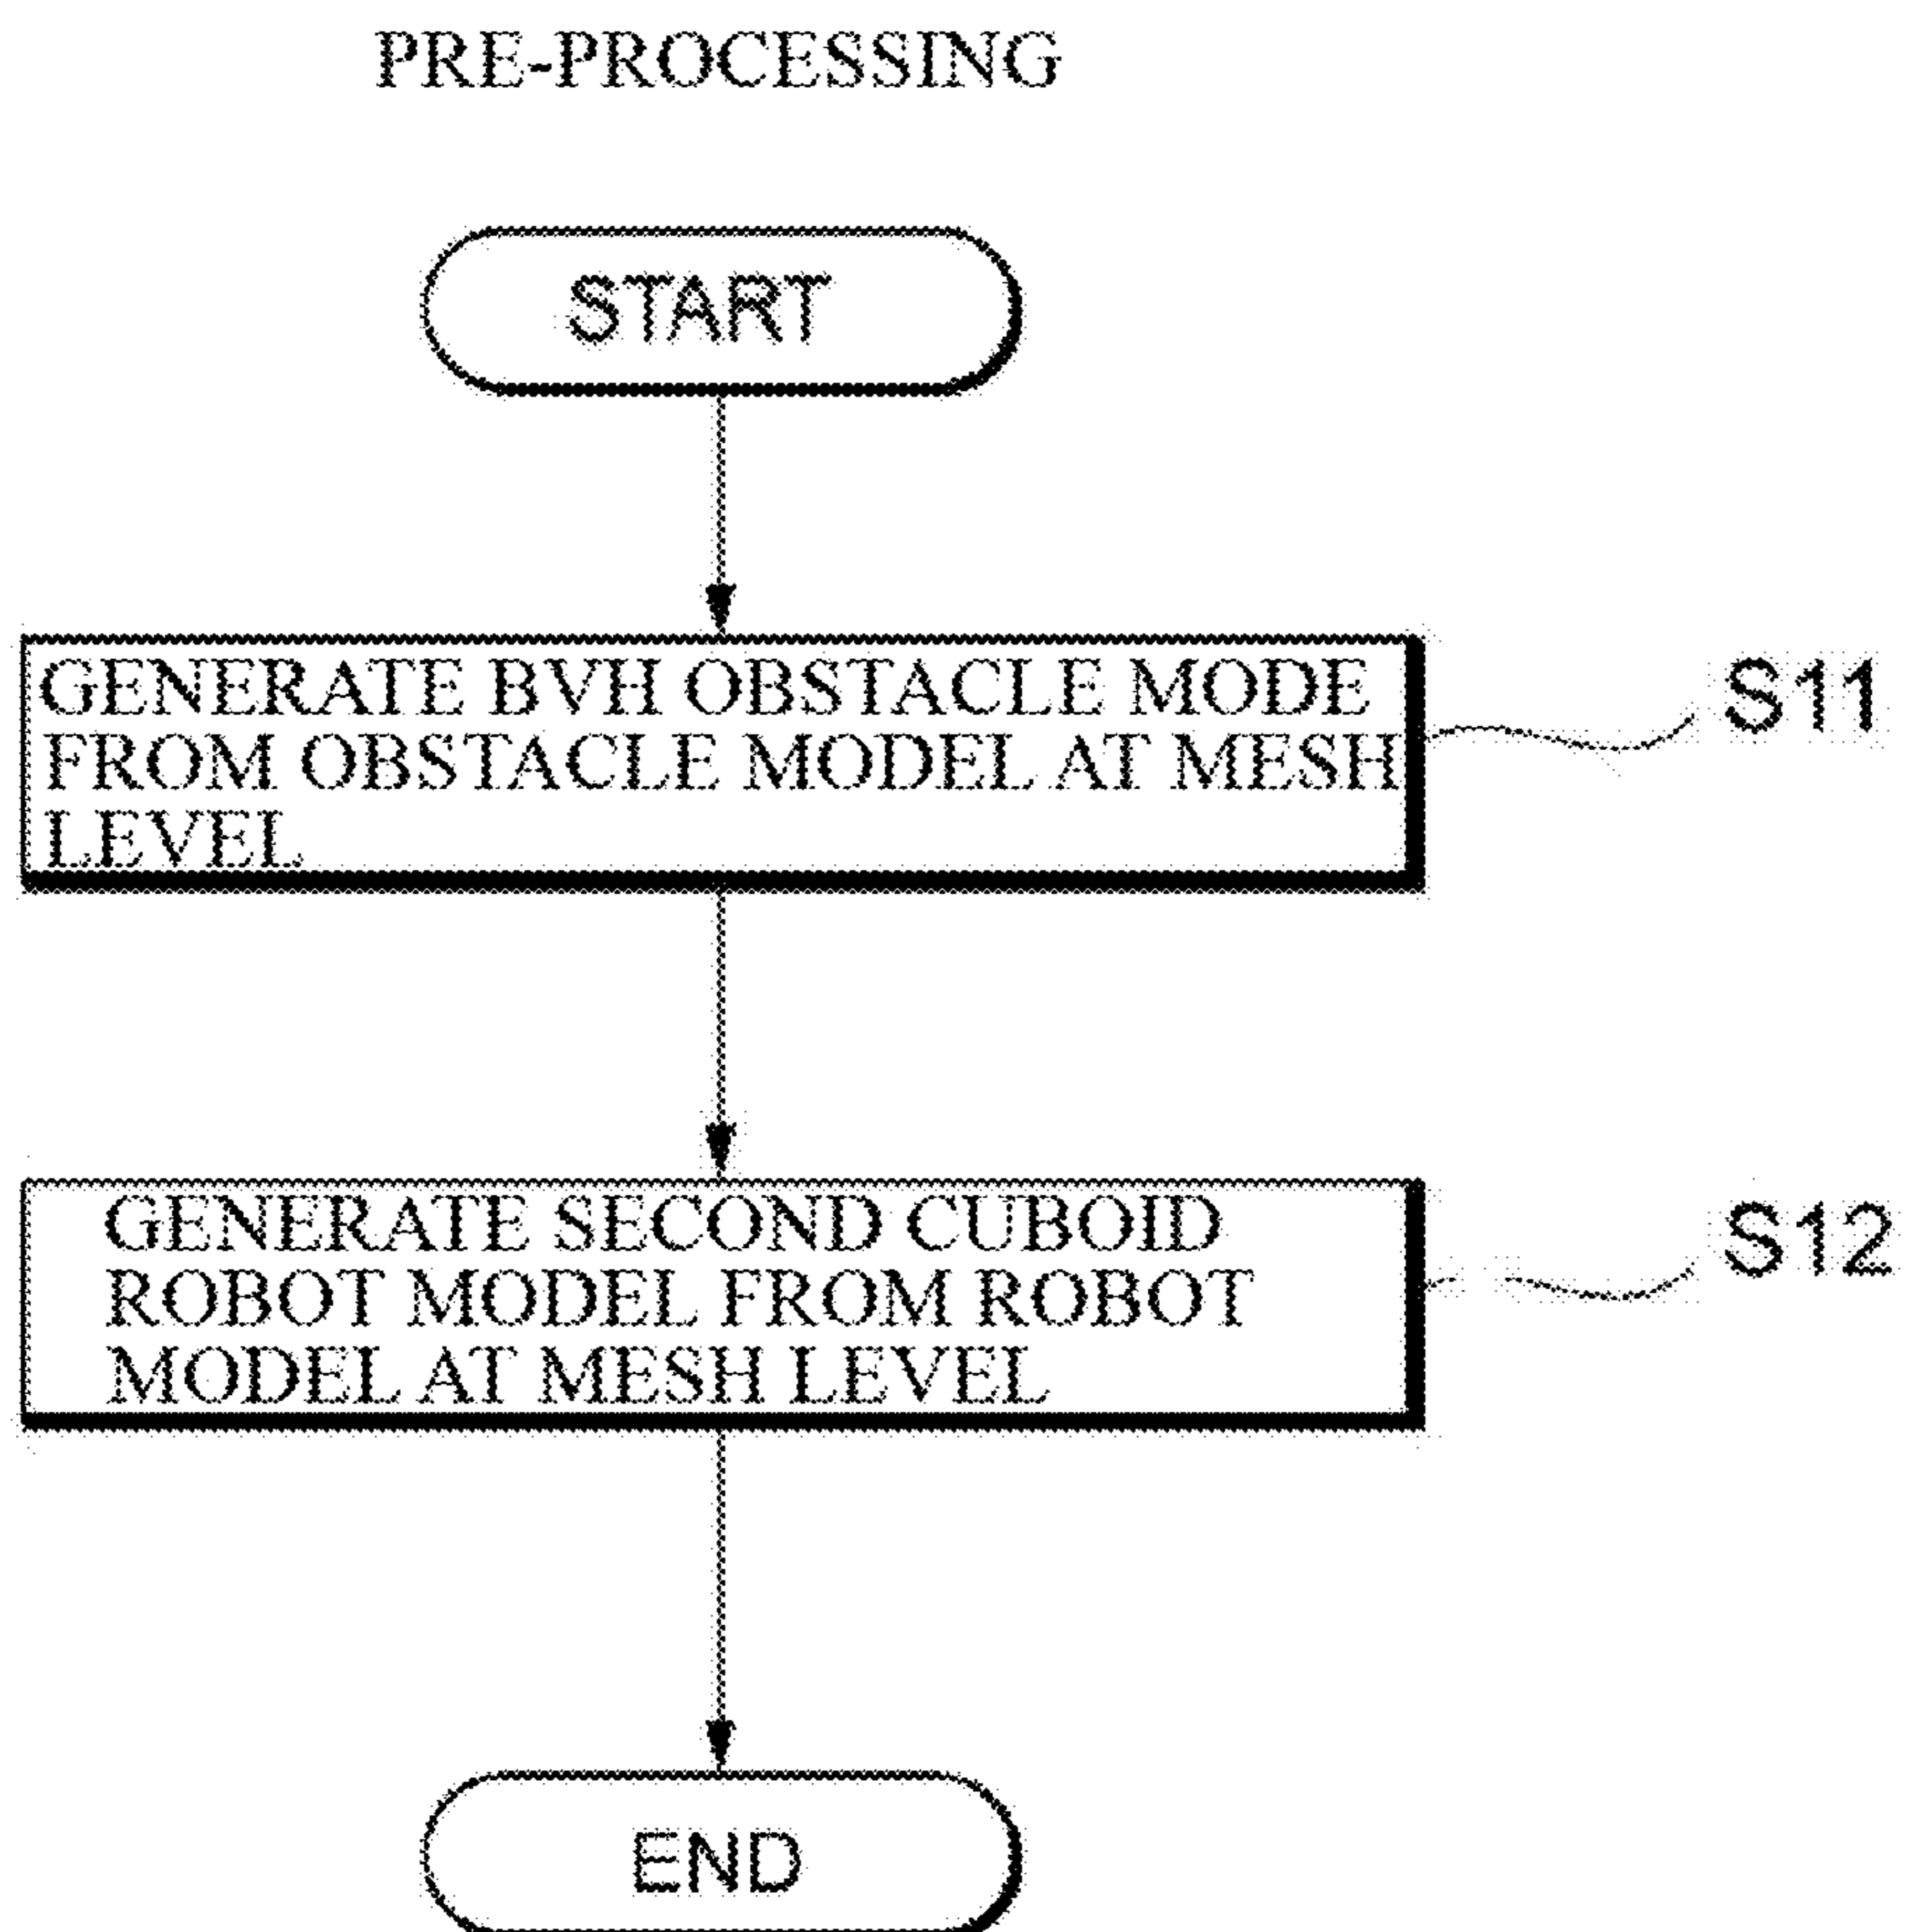 PRE-PROCESSING
START
GENERATE BVH OBSTACLE MODE
FROM OBSTACLE MODEL AT MESH
LEVEL
S11
GENERATE SECOND CUBOID
ROBOT MODEL FROM ROBOT
MODEL AT MESH LEVEL
S12
END